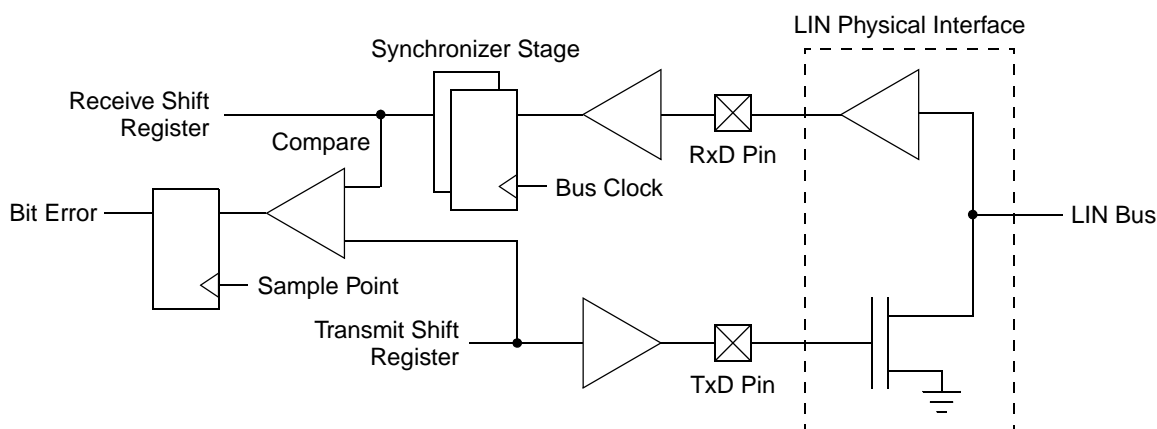 LIN Physical Interface
Synchronizer Stage
Receive Shift
Register
Compare
RxD Pin
Bus Clock
Bit Error
LIN Bus
Sample Point
Transmit Shift
Register
TxD Pin